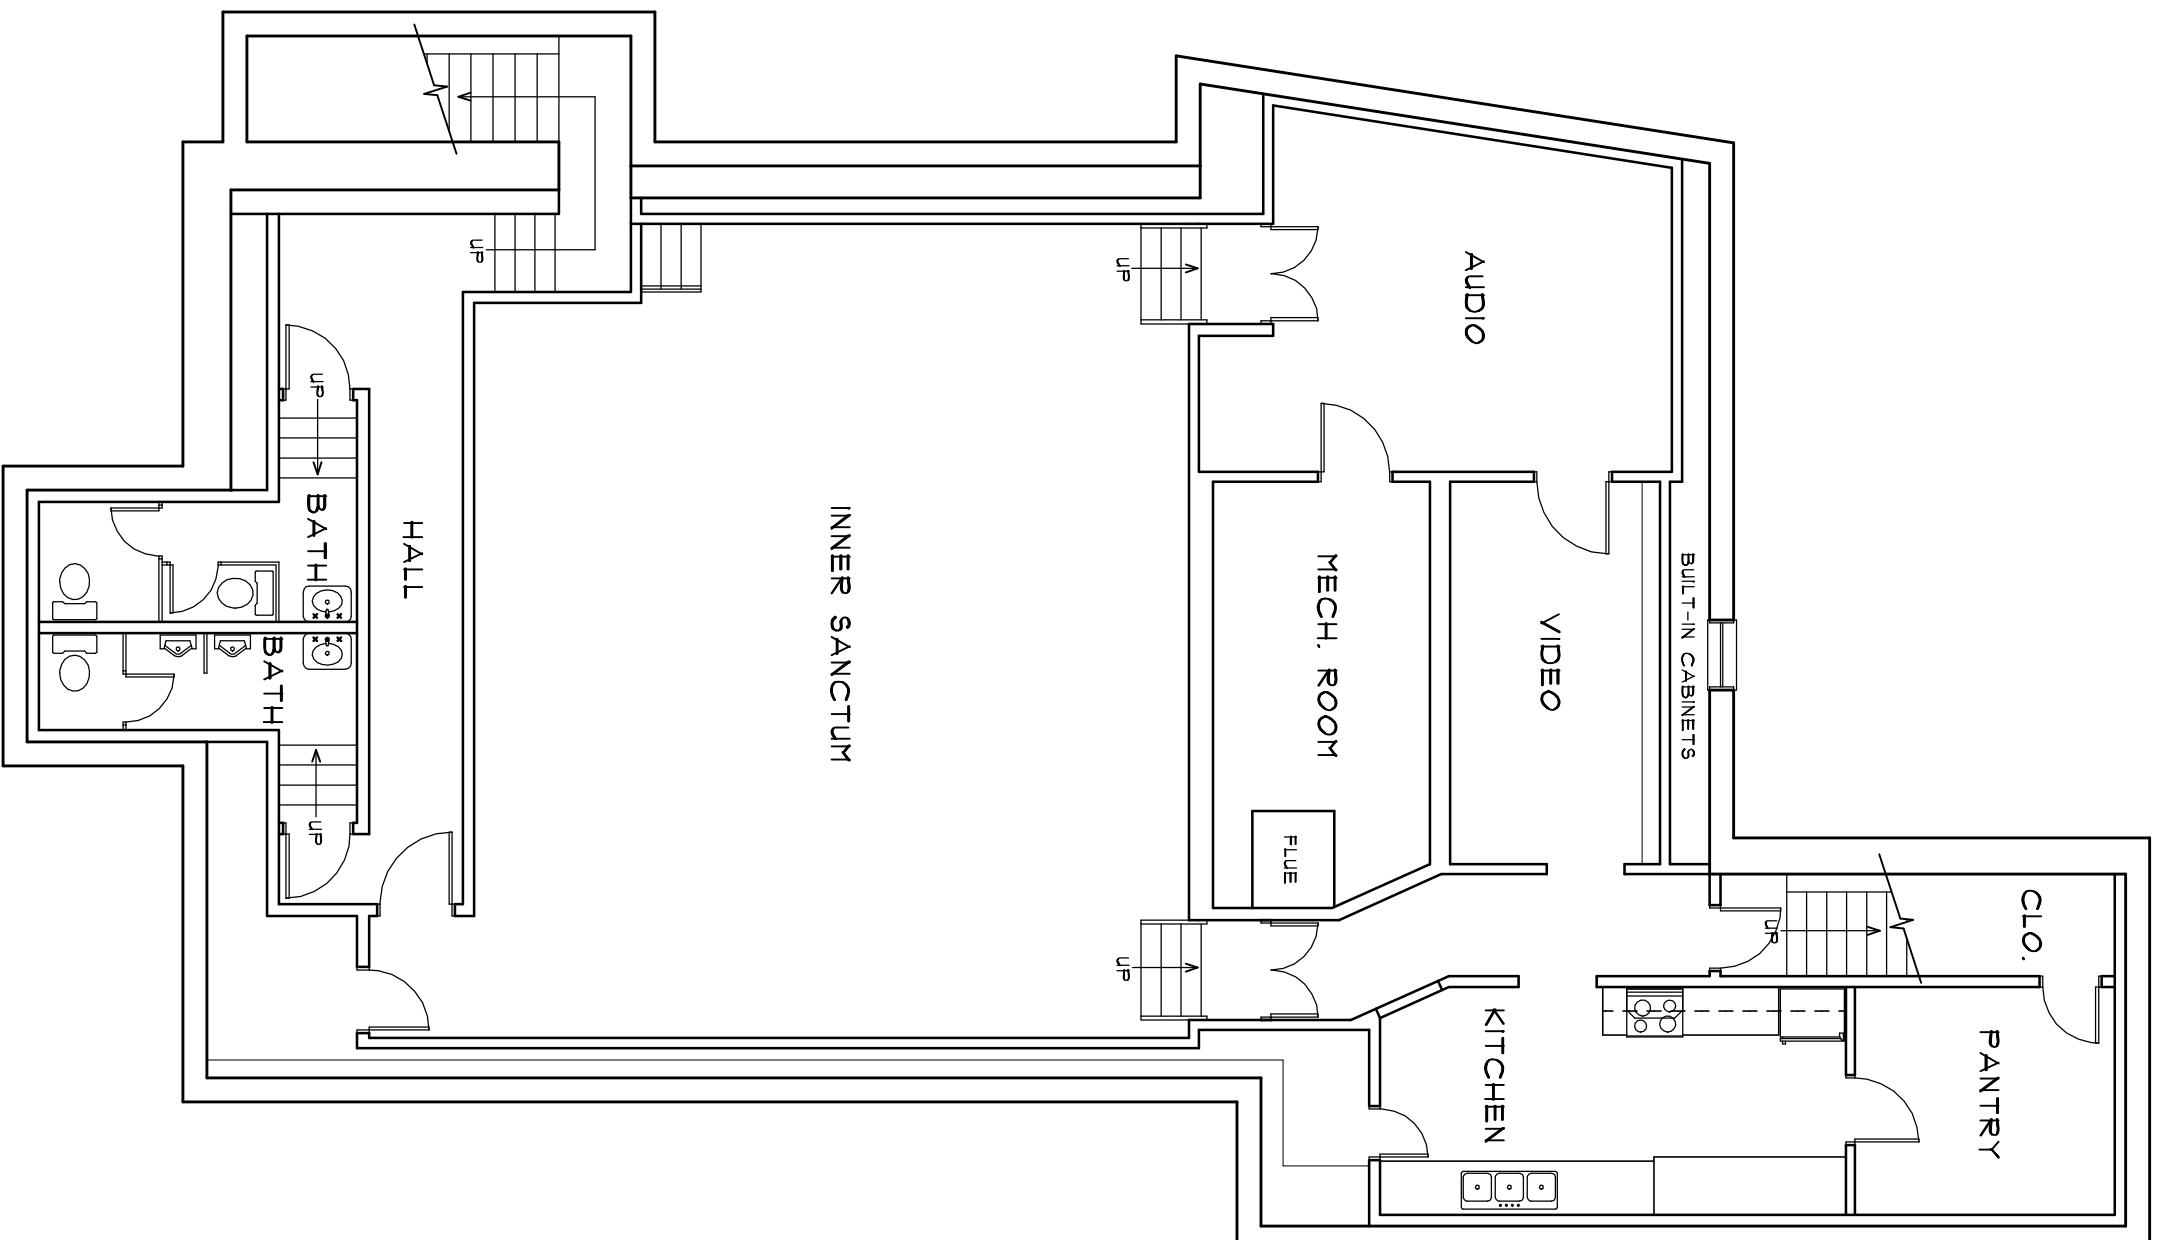 UP
UP
UP
AUDIO
UP
BATH
HALL
INNER SANCTUM
MECH. ROOM
VIDEO
BUILT-IN CABINETS
BATH
UP
FLUE
CLO.
UP
UP
KITCHEN
PANTRY